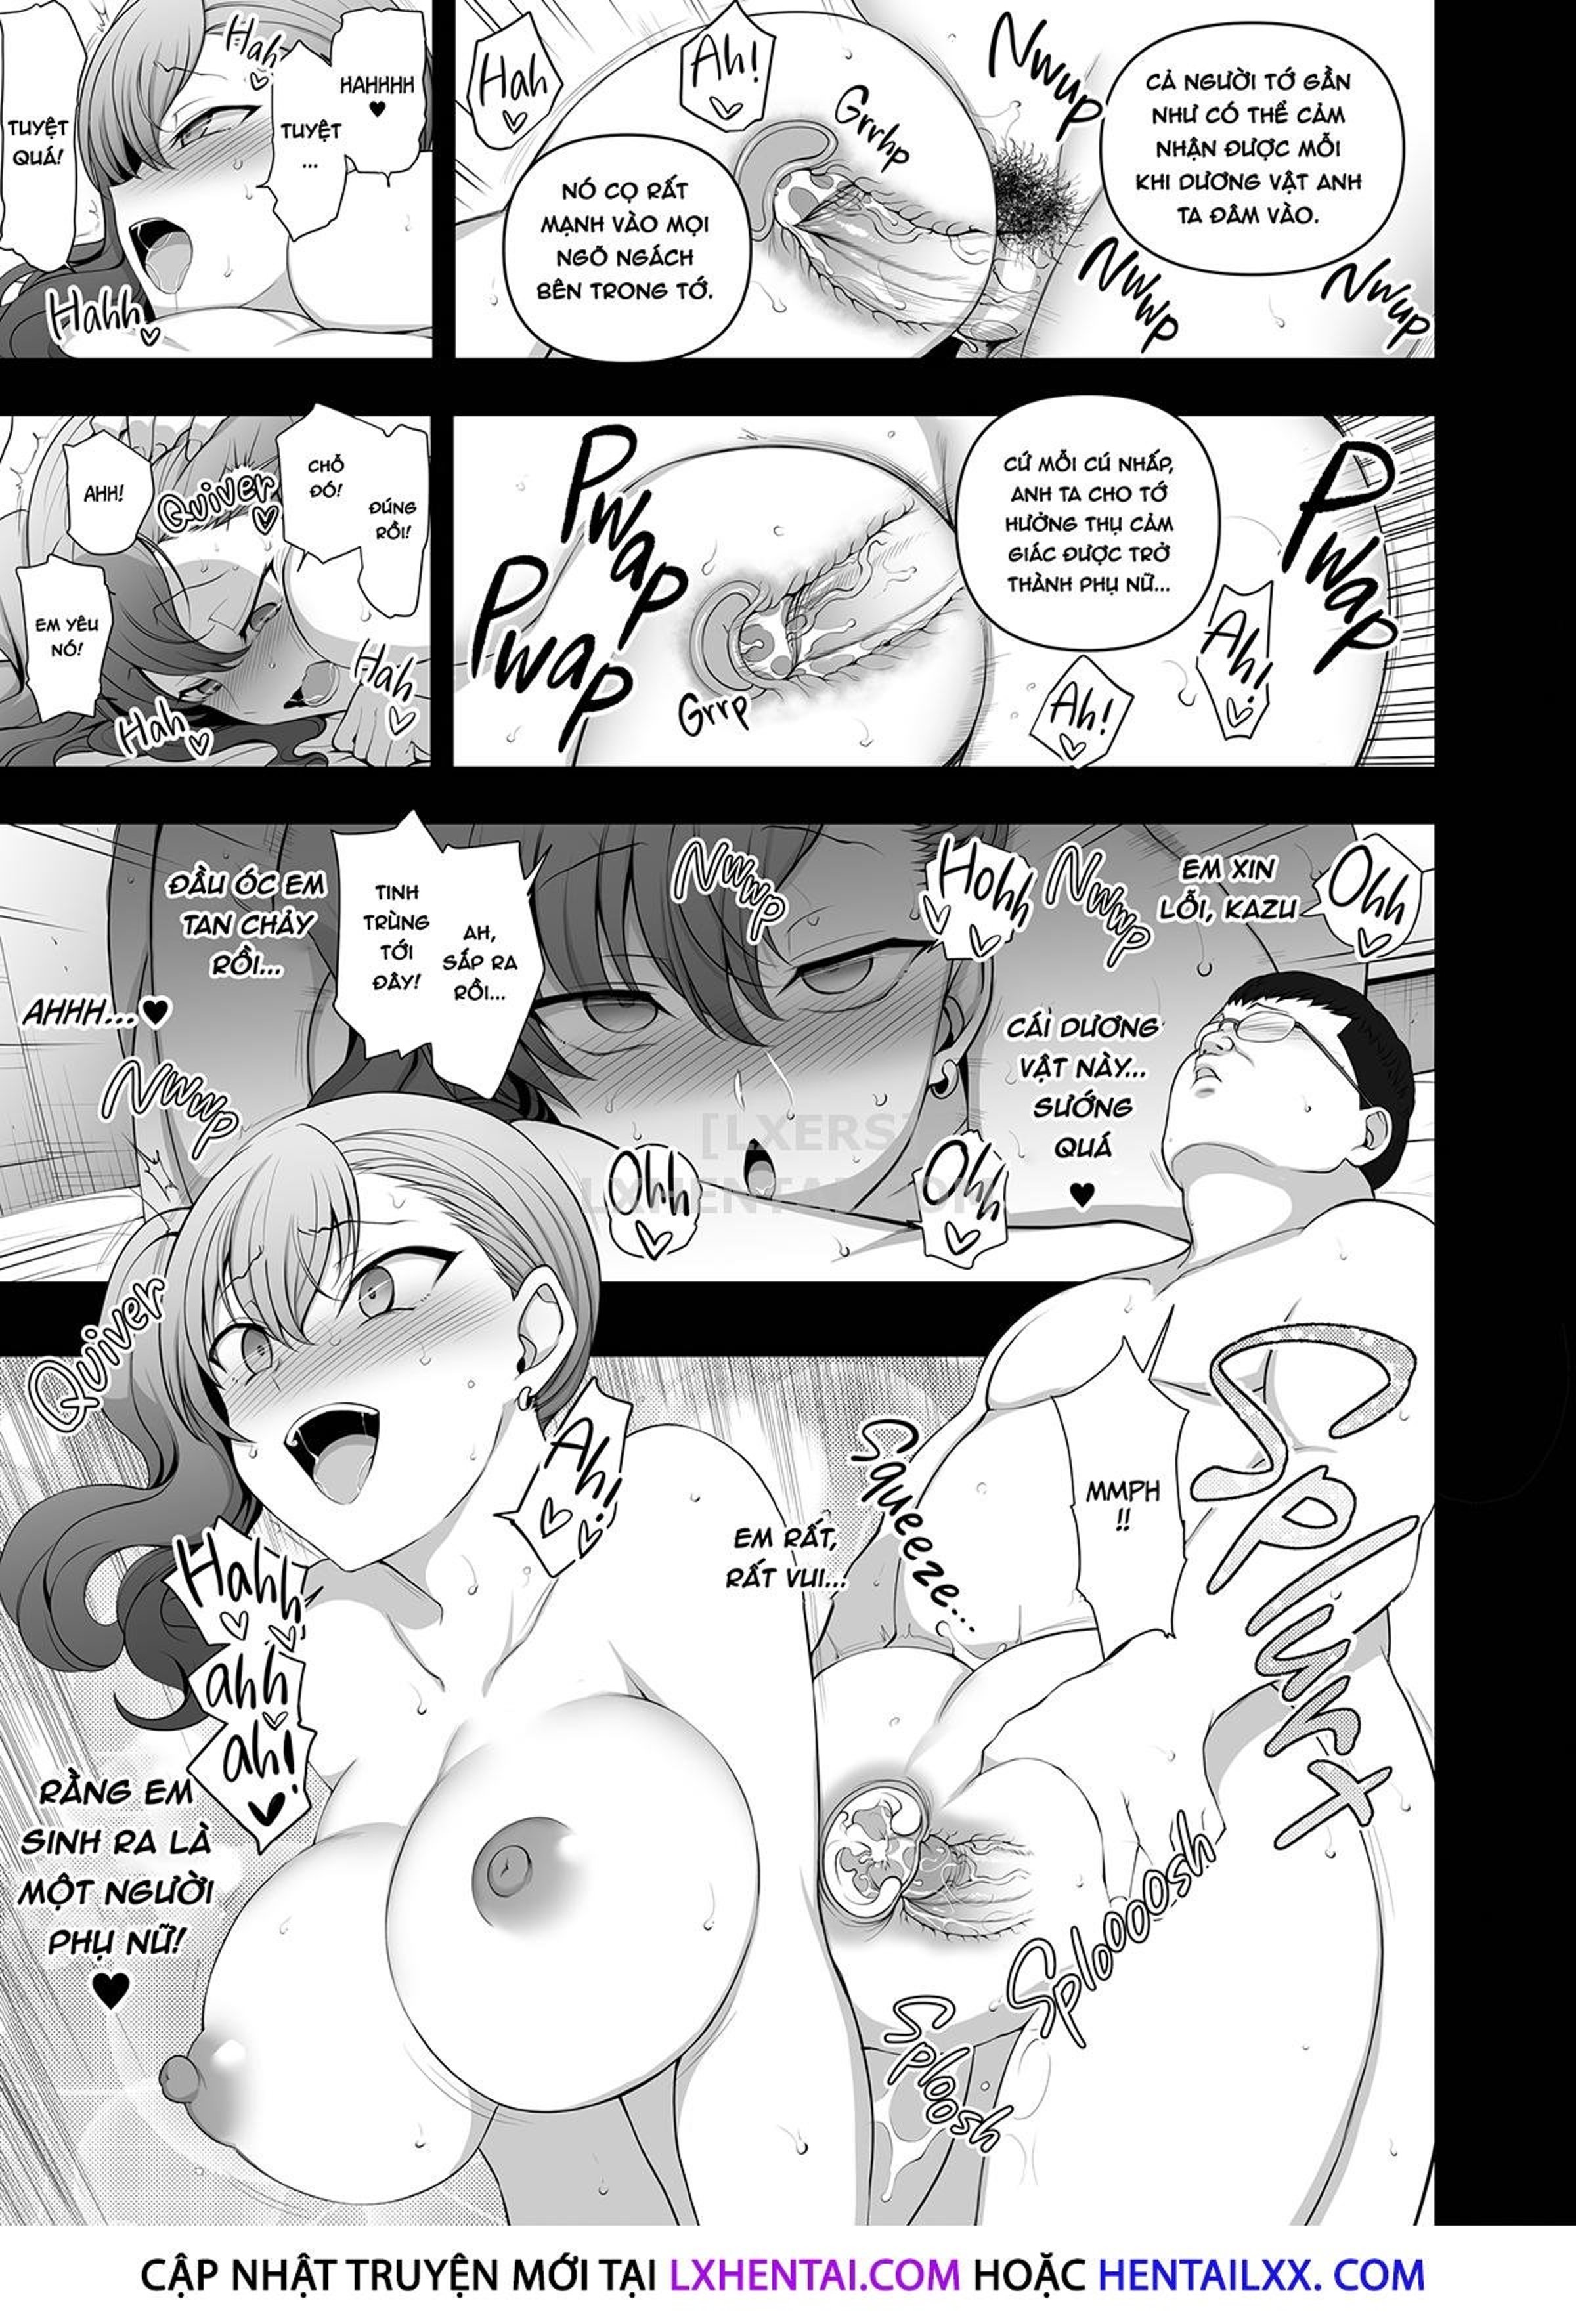 Nwup
CẢ NGƯỜI TỚ GẦN
NHƯ CÓ THỂ CẢM
NHẬN ĐƯỢC MỖI
KHI DƯƠNG VẬT ANH
TA ĐÂM VÀO.
Nwwp
Nwup
Ah!
Grrhp
Hah
NÓ CỌ RẤT
MẠNH VÀO MỌI
NGÕ NGÁCH
BÊN TRONG TỚ.
HAHHHH
TUYỆT
...
Hah
TUYỆT
QUÁ!
Hahh
Pwap
CỨ MỖI CÚ NHẤP,
ANH TA CHO TỚ
HƯỞNG THỤ CẢM
GIÁC ĐƯỢC TRỞ
THÀNH PHỤ NỮ...
Ah!
Ah!
Pwap
Pwap
Grrp
ĐÚNG
RỒI!
CHỖ
ĐÓ!
Quiver
AHH!
EM YÊU
NÓ!
Hah
Hah
Ohh
EM XIN
LỖI, KAZU
Nwwp
Hohh
CÁI DƯƠNG
VẬT NÀY...
SƯỚNG
QUÁ
Nwwp
Ohh
Ohh
AH,
SẮP RA
RỒI...
TINH
TRÙNG
TỚI
ĐÂY!
ĐẦU ÓC EM
TAN CHẢY
RỒI...
AHHH...
Nwwp
[LXERS]
LXHENTAI.COM
Splurt
MMPH
!!
Squeeze...
EM RẤT,
RẤT VUI...
Ah!
Quiver
Hahh
ahh
ah!
RẰNG EM
SINH RA LÀ
MỘT NGƯỜI
PHỤ NỮ!
Splooooosh
Sploosh
CẬP NHẬT TRUYỆN MỚI TẠI LXHENTAI.COM HOẶC HENTAILXX. COM